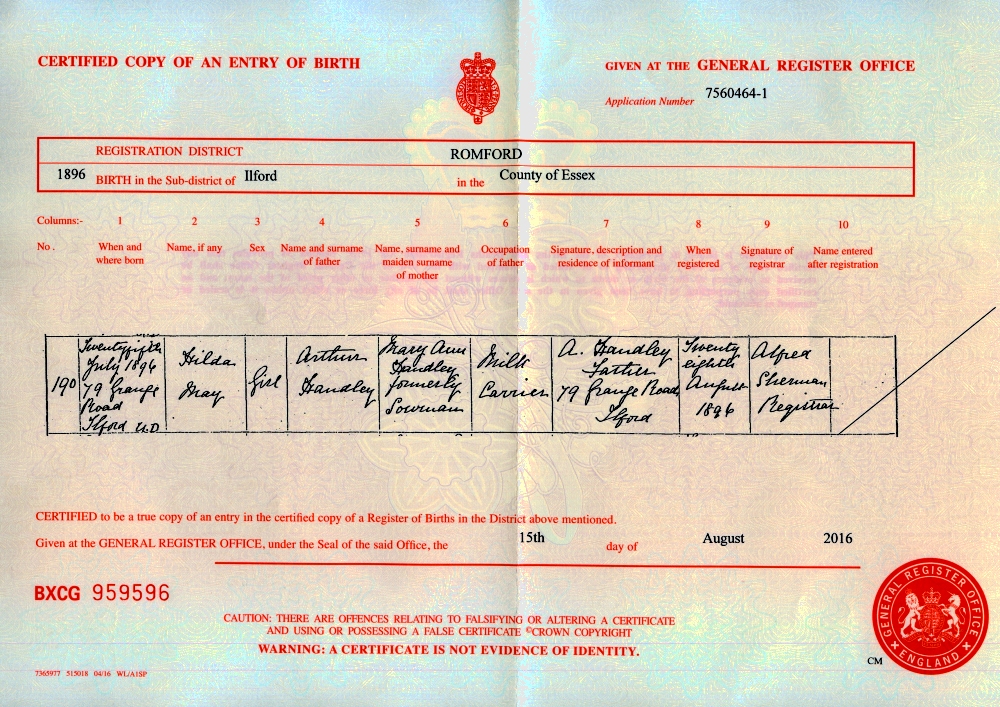 CERTIFIED COPY OF AN ENTRY OF BIRTH
GIVEN AT THE GENERAL REGISTER OFFICE
Application Number 7560464-1
REGISTRATION DISTRICT ROMFORD
1896 BIRTH in the Sub-district of Ilford in the County of Essex
Columns:- 1 2 3 4 5 6 7 8 9 10
No. When and Name, if any Sex Name and surname Name, surname and Occupation Signature, description and When Signature of Name entered
where born of father maiden surname of father residence of informant registered registrar after registration
of mother
Twentyfifth Mary Ann A. Handley Twenty Alfred
July 1896 Hilda Arthur Handley Milk Father eighth
190 79 Grange May Girl Handley formerly Carrier 79 Grange Road August Sherman
Road Sowman Ilford 1896 Registrar
Ilford U.D
CERTIFIED to be a true copy of an entry in the certified copy of a Register of Births in the District above mentioned.
Given at the GENERAL REGISTER OFFICE, under the Seal of the said Office, the 15th day of August 2016
BXCG 959596
CAUTION: THERE ARE OFFENCES RELATING TO FALSIFYING OR ALTERING A CERTIFICATE
AND USING OR POSSESSING A FALSE CERTIFICATE ©CROWN COPYRIGHT
WARNING: A CERTIFICATE IS NOT EVIDENCE OF IDENTITY.
GENERAL REGISTER OFFICE
ENGLAND
CM
7365977 515018 04/16 WL/A1SP